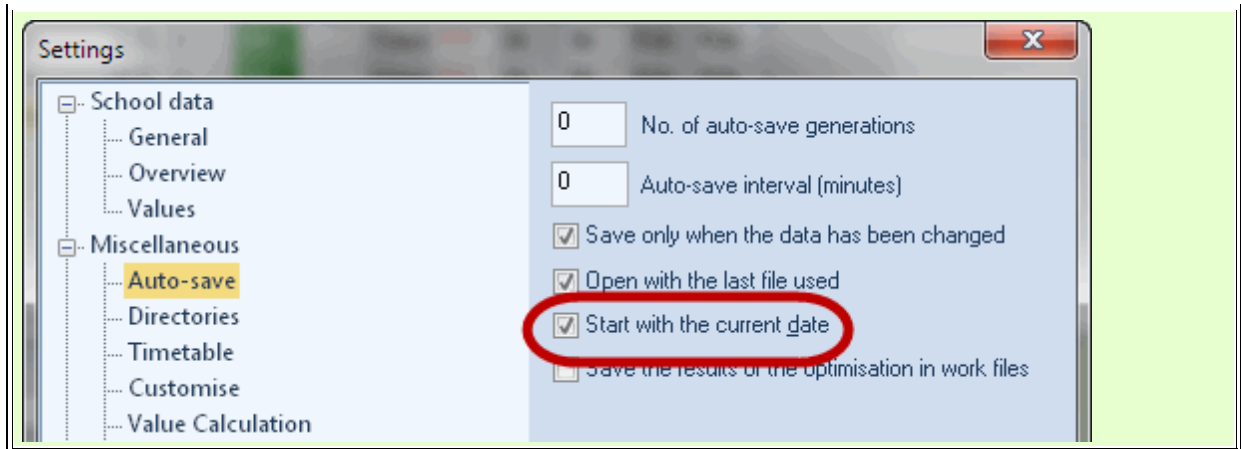 Settings
School data
General
Overview
Values
Miscellaneous
Auto-save
Directories
Timetable
Customise
Value Calculation
0 No. of auto-save generations
0 Auto-save interval (minutes)
Save only when the data has been changed
Open with the last file used
Start with the current date
Save the results of the optimisation in work files